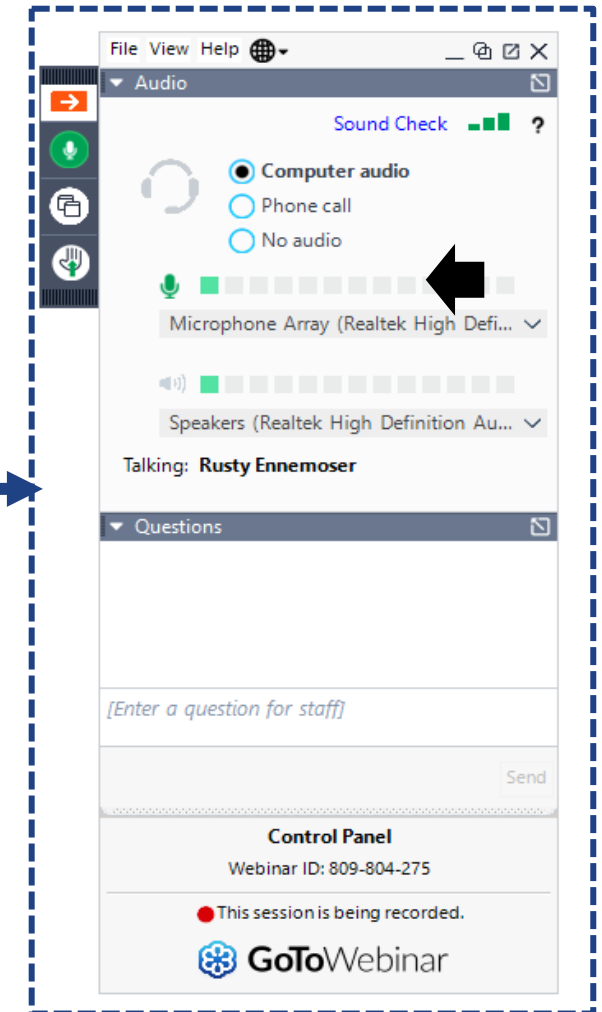 File View Help
Audio
Sound Check ?
Computer audio
Phone call
No audio
Microphone Array (Realtek High Defi...
Speakers (Realtek High Definition Au...
Talking: Rusty Ennemoser
Questions
[Enter a question for staff]
Send
Control Panel
Webinar ID: 809-804-275
This session is being recorded.
GoToWebinar